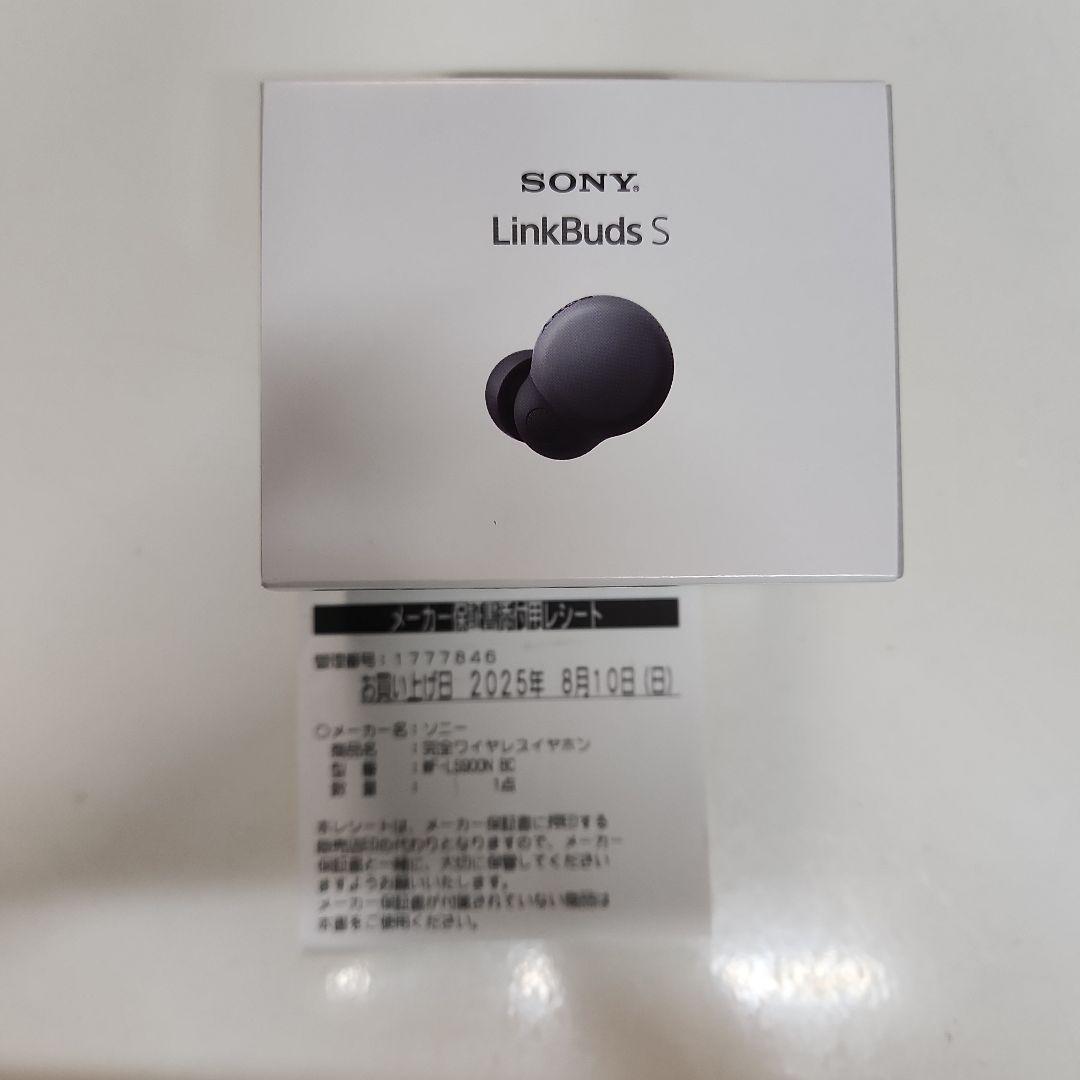 SONY®
LinkBuds S
メーカー保証書添付用レシート
管理番号：1777846
お買い上げ日 2025年 8月10日(日)
○メーカー名：ソニー
商品名 ：完全ワイヤレスイヤホン
型 番 ：WF-LS900N BC
数 量 ： 1点
本レシートは、メーカー保証書に押印する
販売店印の代わりとなりますので、メーカー
保証書と一緒に、大切に保管してください
ますようお願いいたします。
メーカー保証書が付属されていない商品は
本書をご使用ください。